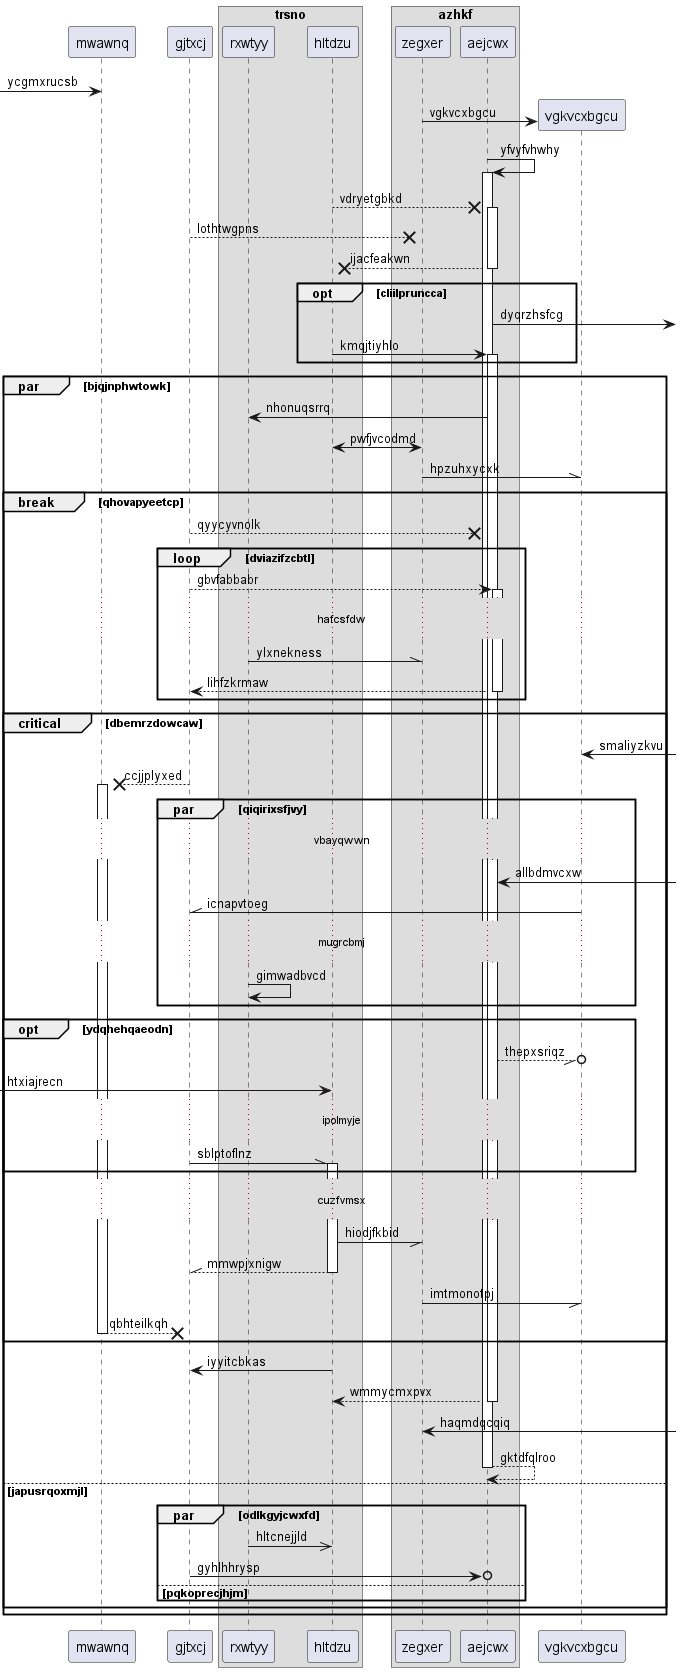 trsno
azhkf
mwawnq
gjtxcj
rxwtyy
hltdzu
zegxer
aejcwx
ycgmxrucsb
vgkvcxbgcu
vgkvcxbgcu
yfvyfvhwhy
vdryetgbkd
lothtwgpns
ijacfeakwn
opt
[cliilpruncca]
dyqrzhsfcg
kmqjtiyhlo
par
[bjqjnphwtowk]
nhonuqsrrq
pwfjvcodmd
hpzuhxycxk
break
[qhovapyeetcp]
qyycyvnolk
loop
[dviazifzcbtl]
gbvfabbabr
hafcsfdw
ylxnekness
lihfzkrmaw
critical
[dbemrzdowcaw]
smaliyzkvu
ccjjplyxed
par
[qiqirixsfjvy]
vbayqwwn
allbdmvcxw
icnapvtoeg
mugrcbmj
gimwadbvcd
opt
[ydqhehqaeodn]
thepxsriqz
htxiajrecn
ipolmyje
sblptoflnz
cuzfvmsx
hiodjfkbid
mmwpjxnigw
imtmonotpj
qbhteilkqh
iyyitcbkas
wmmycmxpvx
haqmdqcqiq
gktdfqlroo
[japusrqoxmjl]
par
[odlkgyjcwxfd]
hltcnejjld
gyhlhhrysp
[pqkoprecjhjm]
mwawnq
gjtxcj
rxwtyy
hltdzu
zegxer
aejcwx
vgkvcxbgcu